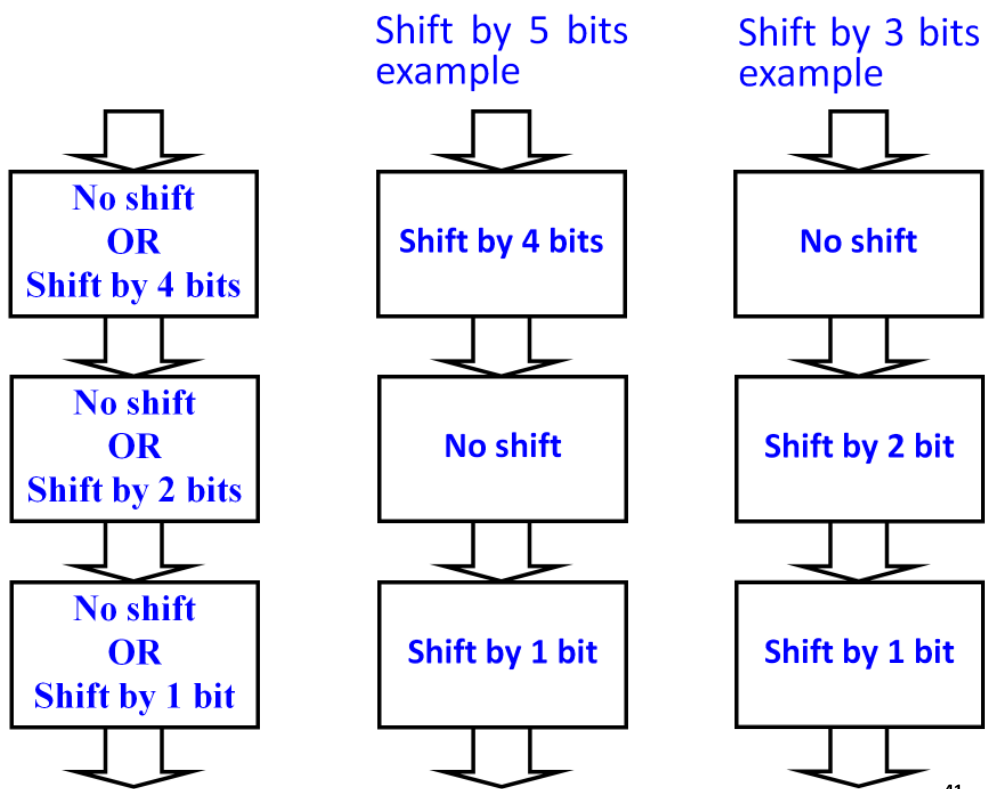 Shift by 5 bits
example
Shift by 3 bits
example
No shift
OR
Shift by 4 bits
No shift
OR
Shift by 2 bits
No shift
OR
Shift by 1 bit
Shift by 4 bits
No shift
Shift by 1 bit
No shift
Shift by 2 bit
Shift by 1 bit